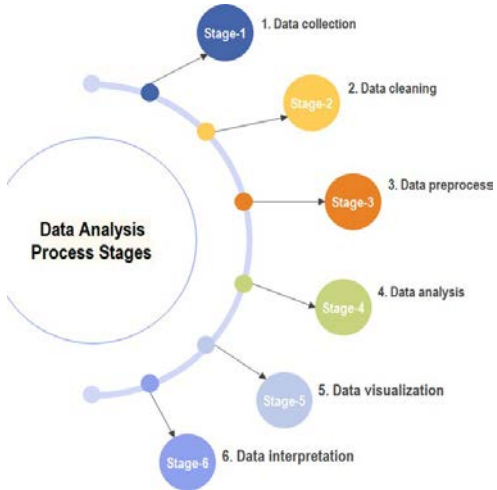 Stage-1
1. Data collection
Stage-2
2. Data cleaning
Stage-3
3. Data preprocess
Data Analysis
Process Stages
Stage-4
4. Data analysis
Stage-5
5. Data visualization
Stage-6
6. Data interpretation